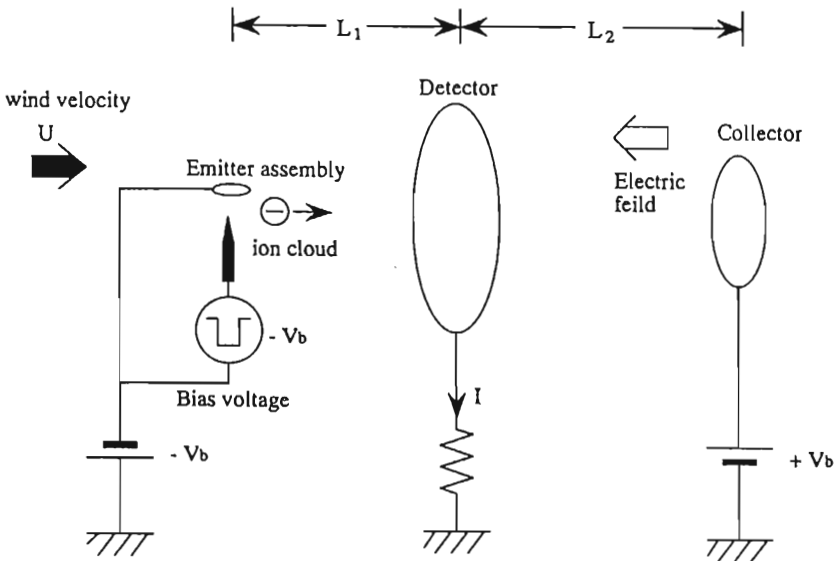 L1
L2
Detector
wind velocity
U
Collector
Emitter assembly
Electric
feild
ion cloud
- Vb
I
Bias voltage
- Vb
+ Vb